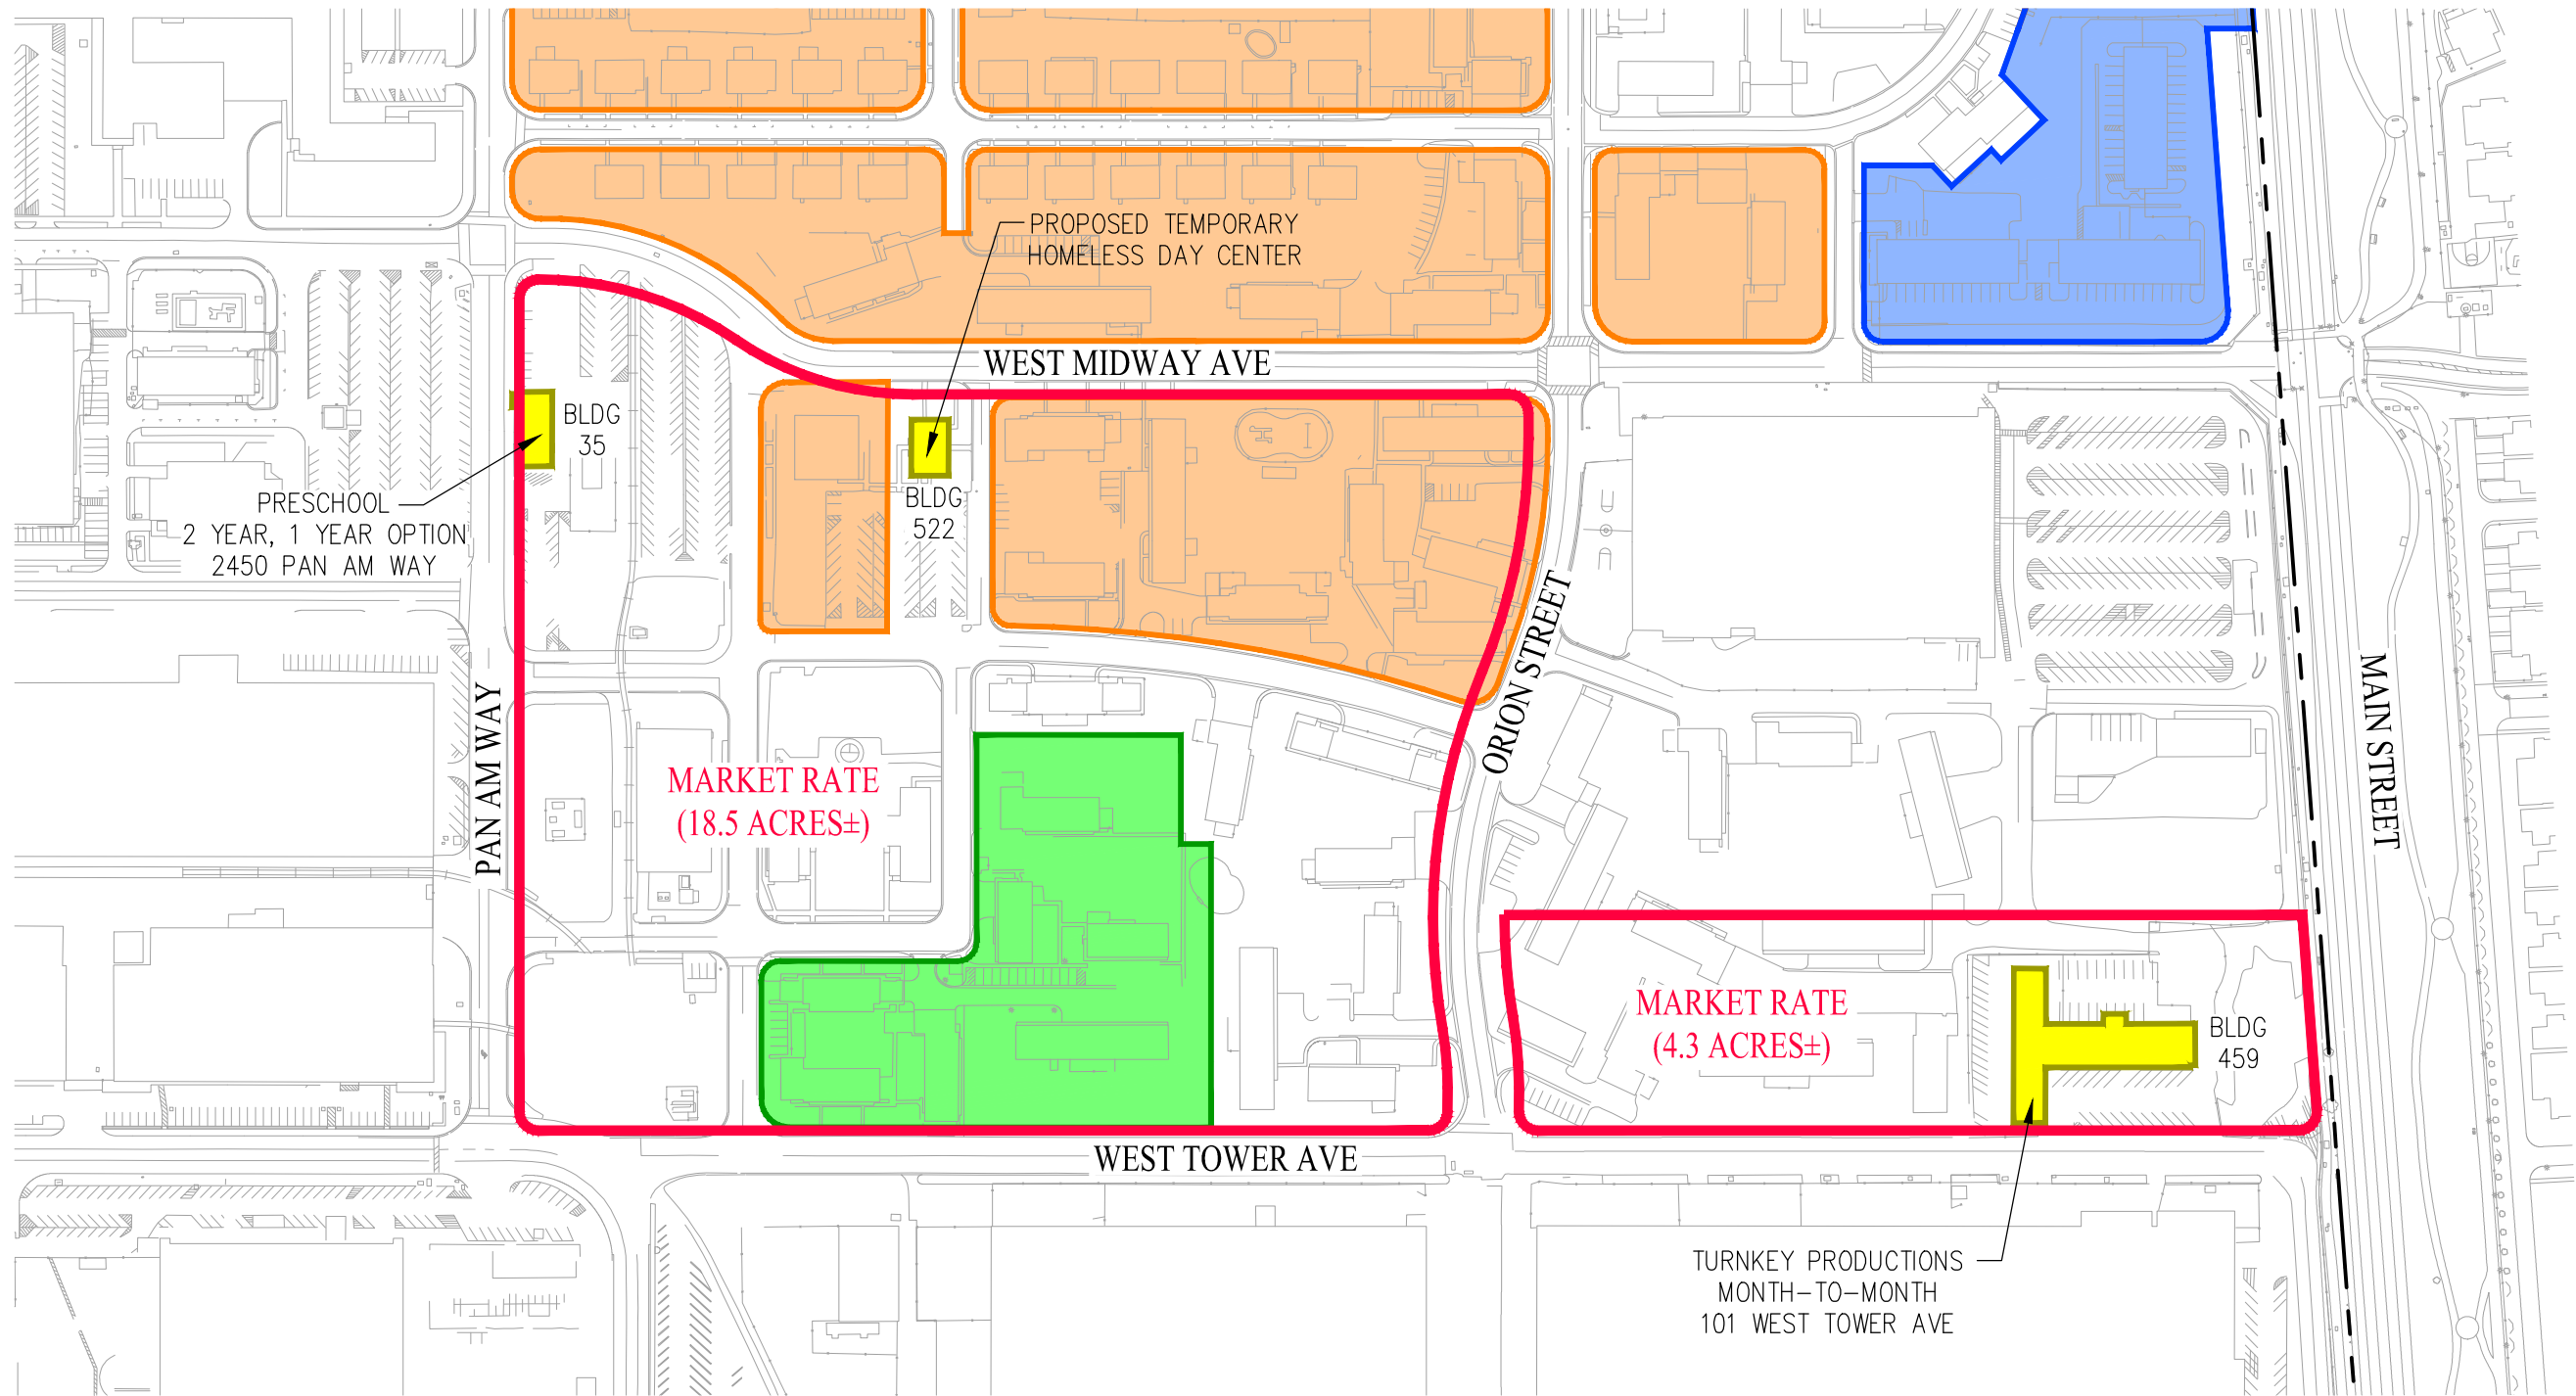 PROPOSED TEMPORARY
HOMELESS DAY CENTER
WEST MIDWAY AVE
BLDG
35
PRESCHOOL
2 YEAR, 1 YEAR OPTION
2450 PAN AM WAY
BLDG
522
ORION STREET
MAIN STREET
PAN AM WAY
MARKET RATE
(18.5 ACRES±)
MARKET RATE
(4.3 ACRES±)
BLDG
459
WEST TOWER AVE
TURNKEY PRODUCTIONS
MONTH-TO-MONTH
101 WEST TOWER AVE